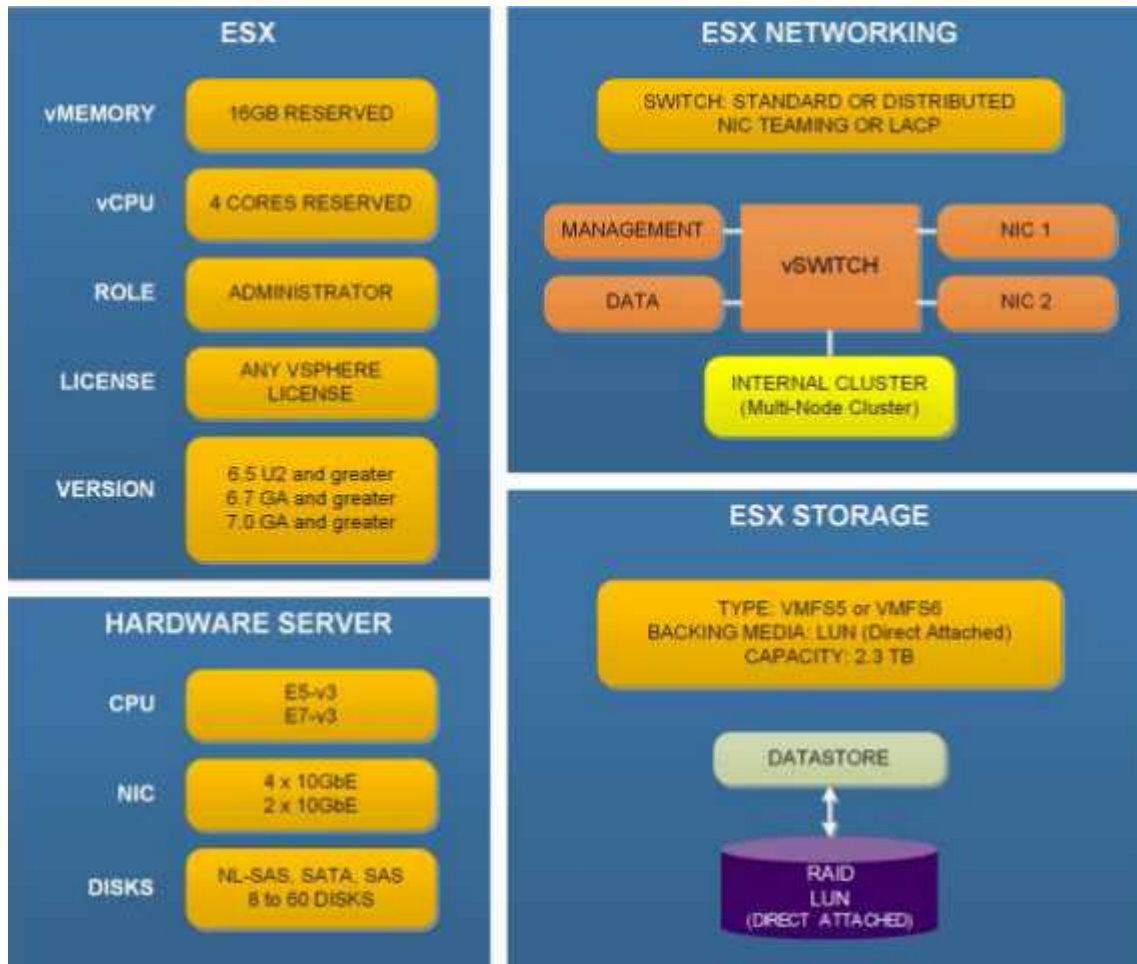 ESX
vMEMORY
16GB RESERVED
vCPU
4 CORES RESERVED
ROLE
ADMINISTRATOR
LICENSE
ANY VSPHERE
LICENSE
VERSION
6.5 U2 and greater
6.7 GA and greater
7.0 GA and greater
HARDWARE SERVER
CPU
E5-v3
E7-v3
NIC
4 x 10GbE
2 x 10GbE
DISKS
NL-SAS, SATA, SAS
8 to 60 DISKS
ESX NETWORKING
SWITCH: STANDARD OR DISTRIBUTED
NIC TEAMING OR LACP
MANAGEMENT
DATA
vSWITCH
NIC 1
NIC 2
INTERNAL CLUSTER
(Multi-Node Cluster)
ESX STORAGE
TYPE: VMFS5 or VMFS6
BACKING MEDIA: LUN (Direct Attached)
CAPACITY: 2.3 TB
DATASTORE
RAID
LUN
(DIRECT ATTACHED)